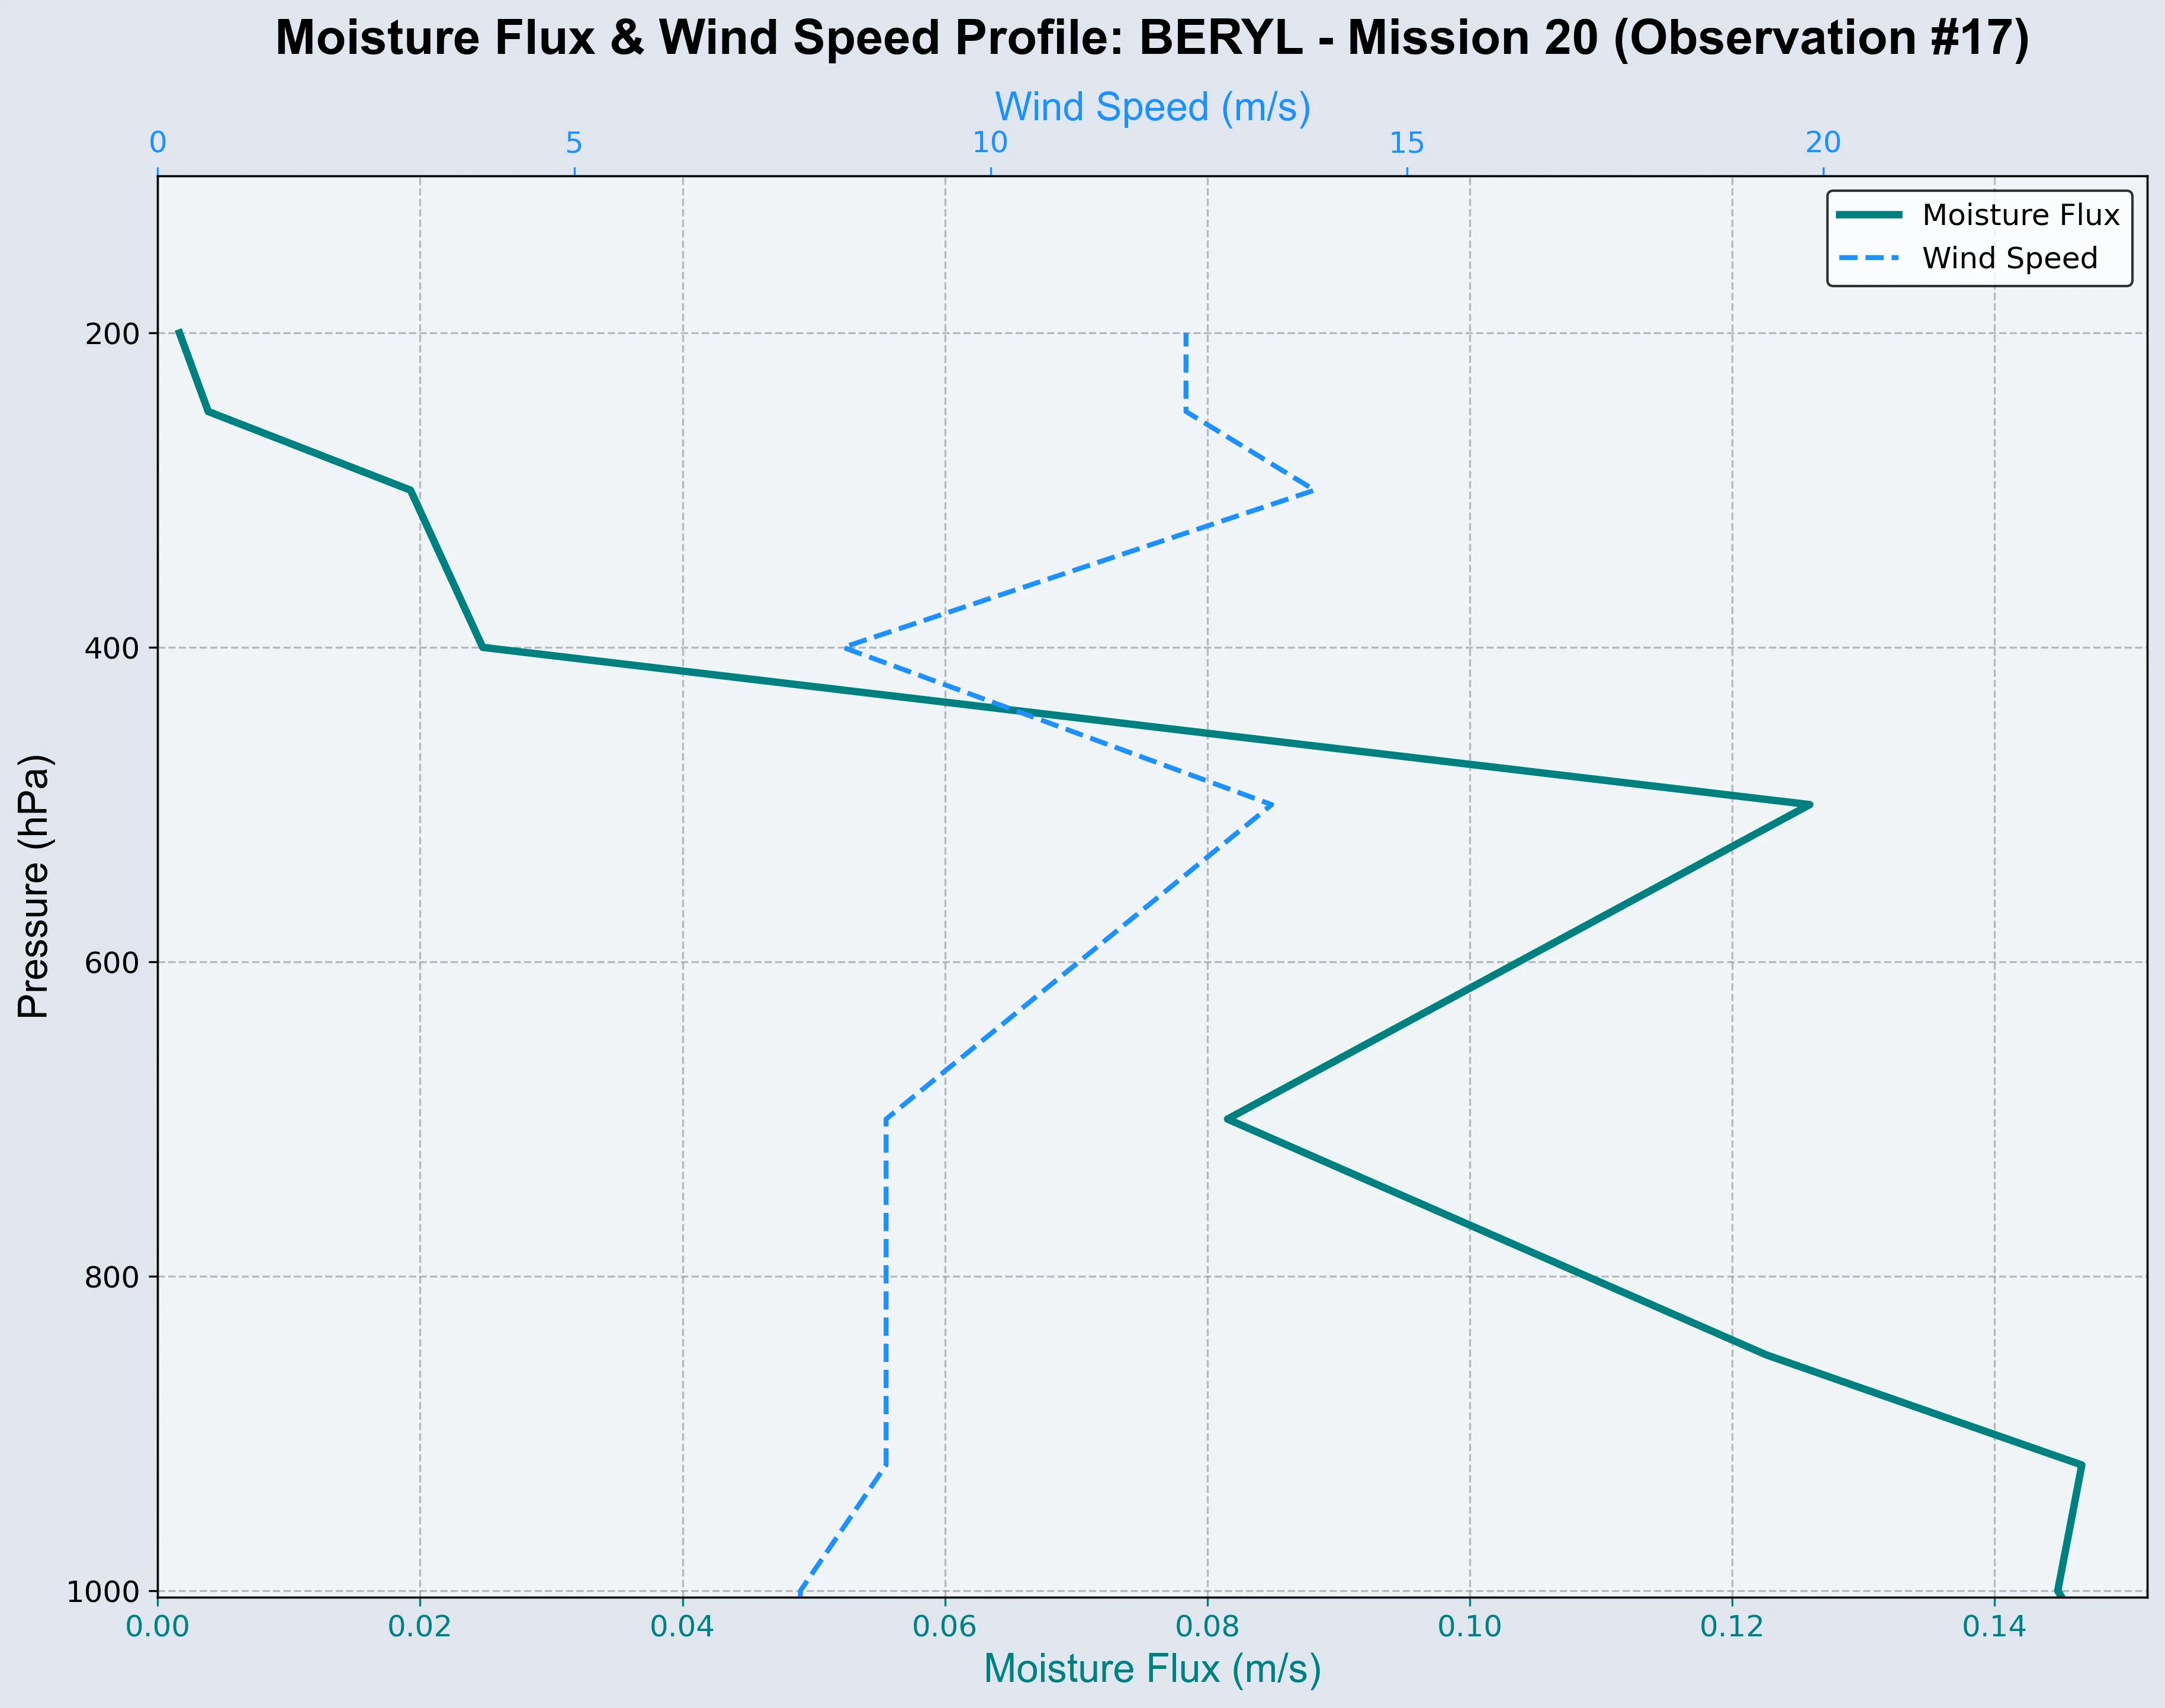 Moisture Flux & Wind Speed Profile: BERYL - Mission 20 (Observation #17)
Wind Speed (m/s)
0 5 10 15 20
Moisture Flux
Wind Speed
200
400
600
800
1000
Pressure (hPa)
0.00 0.02 0.04 0.06 0.08 0.10 0.12 0.14
Moisture Flux (m/s)